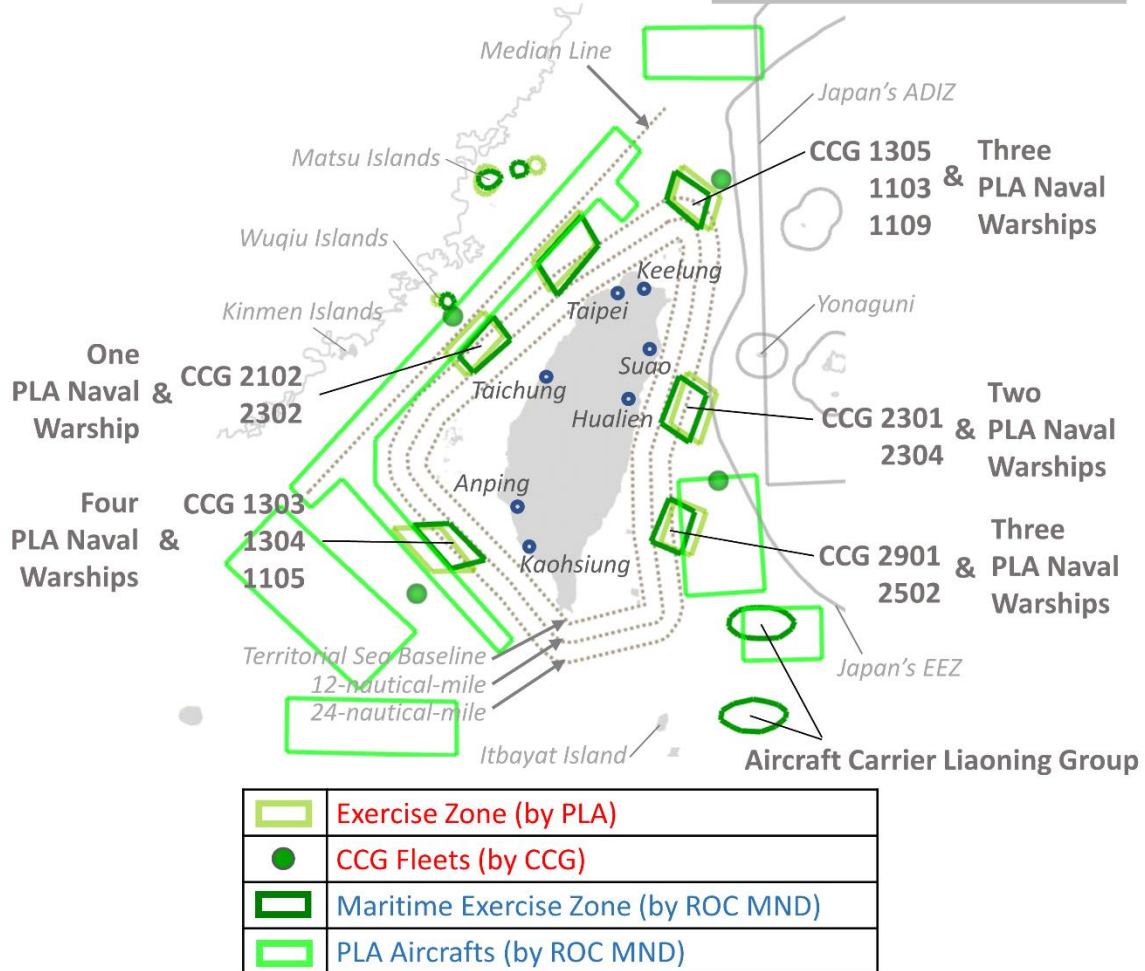 Median Line
Japan's ADIZ
Matsu Islands
CCG 1305
1103
1109
&
Three
PLA Naval
Warships
Wuqiu Islands
Keelung
Taipei
Kinmen Islands
Yonaguni
Suao
One
PLA Naval
Warship
&
CCG 2102
2302
Taichung
Hualien
CCG 2301
2304
&
Two
PLA Naval
Warships
Anping
Four
PLA Naval
Warships
&
CCG 1303
1304
1105
Kaohsiung
CCG 2901
2502
&
Three
PLA Naval
Warships
Territorial Sea Baseline
12-nautical-mile
24-nautical-mile
Japan's EEZ
Itbayat Island
Aircraft Carrier Liaoning Group
Exercise Zone (by PLA)
CCG Fleets (by CCG)
Maritime Exercise Zone (by ROC MND)
PLA Aircrafts (by ROC MND)